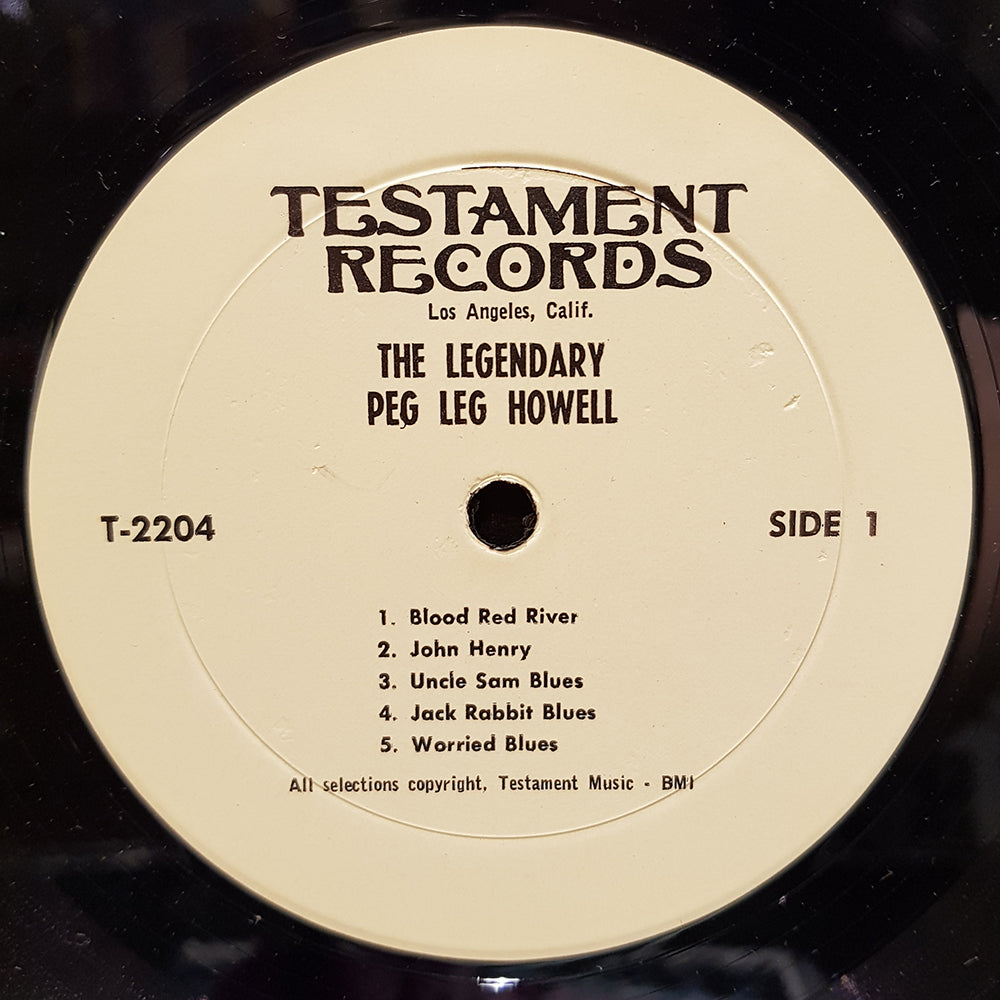 TESTAMENT
RECORDS
Los Angeles, Calif.
THE LEGENDARY
PEG LEG HOWELL
T-2204
SIDE 1
1. Blood Red River
2. John Henry
3. Uncle Sam Blues
4. Jack Rabbit Blues
5. Worried Blues
All selections copyright, Testament Music - BMI